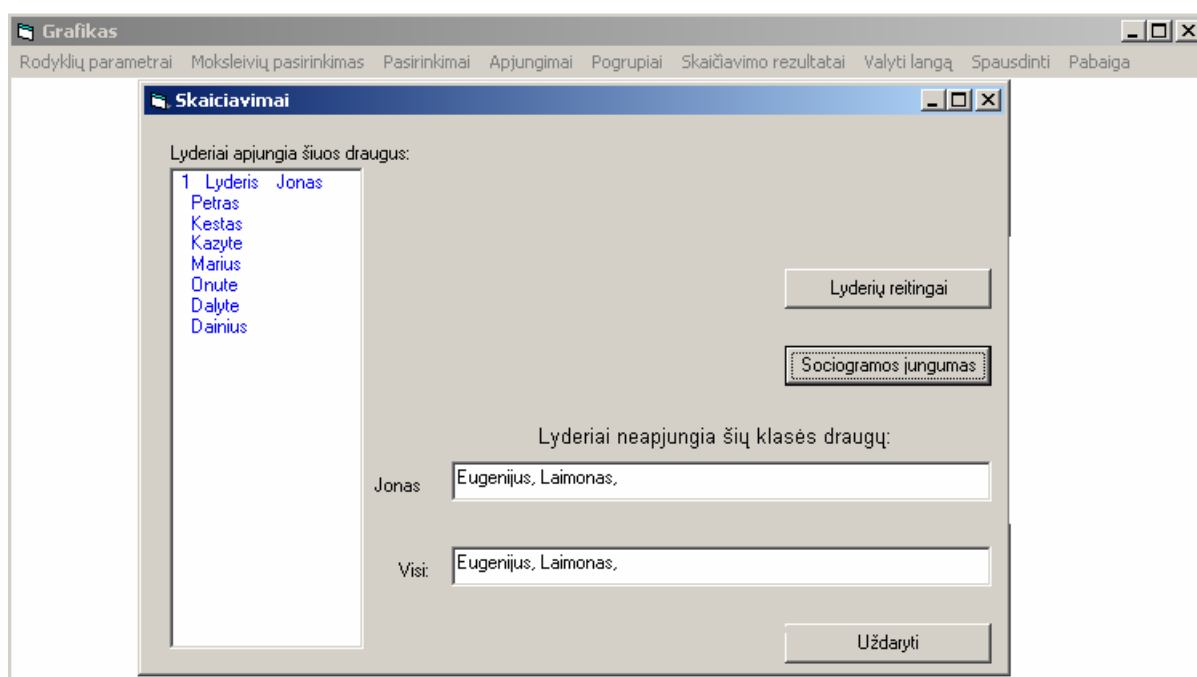 Grafikas
Rodyklių parametrai Moksleivių pasirinkimas Pasirinkimai Apjungimai Pogrupiai Skaičiavimo rezultatai Valyti langą Spausdinti Pabaiga
Skaiciavimai
Lyderiai apjungia šiuos draugus:
1 Lyderis Jonas
Petras
Kestas
Kazyte
Marius
Onute
Dalyte
Dainius
Lyderių reitingai
Sociogramos jungumas
Lyderiai neapjungia šių klasės draugų:
Jonas Eugenijus, Laimonas,
Visi: Eugenijus, Laimonas,
Uždaryti